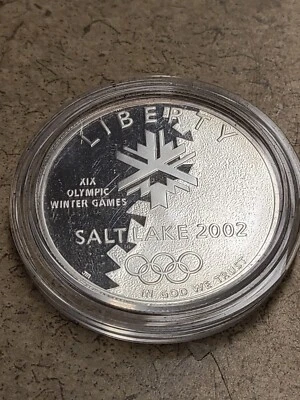 LIBERTY
XIX
OLYMPIC
WINTER GAMES
SALT LAKE 2002
IN GOD WE TRUST